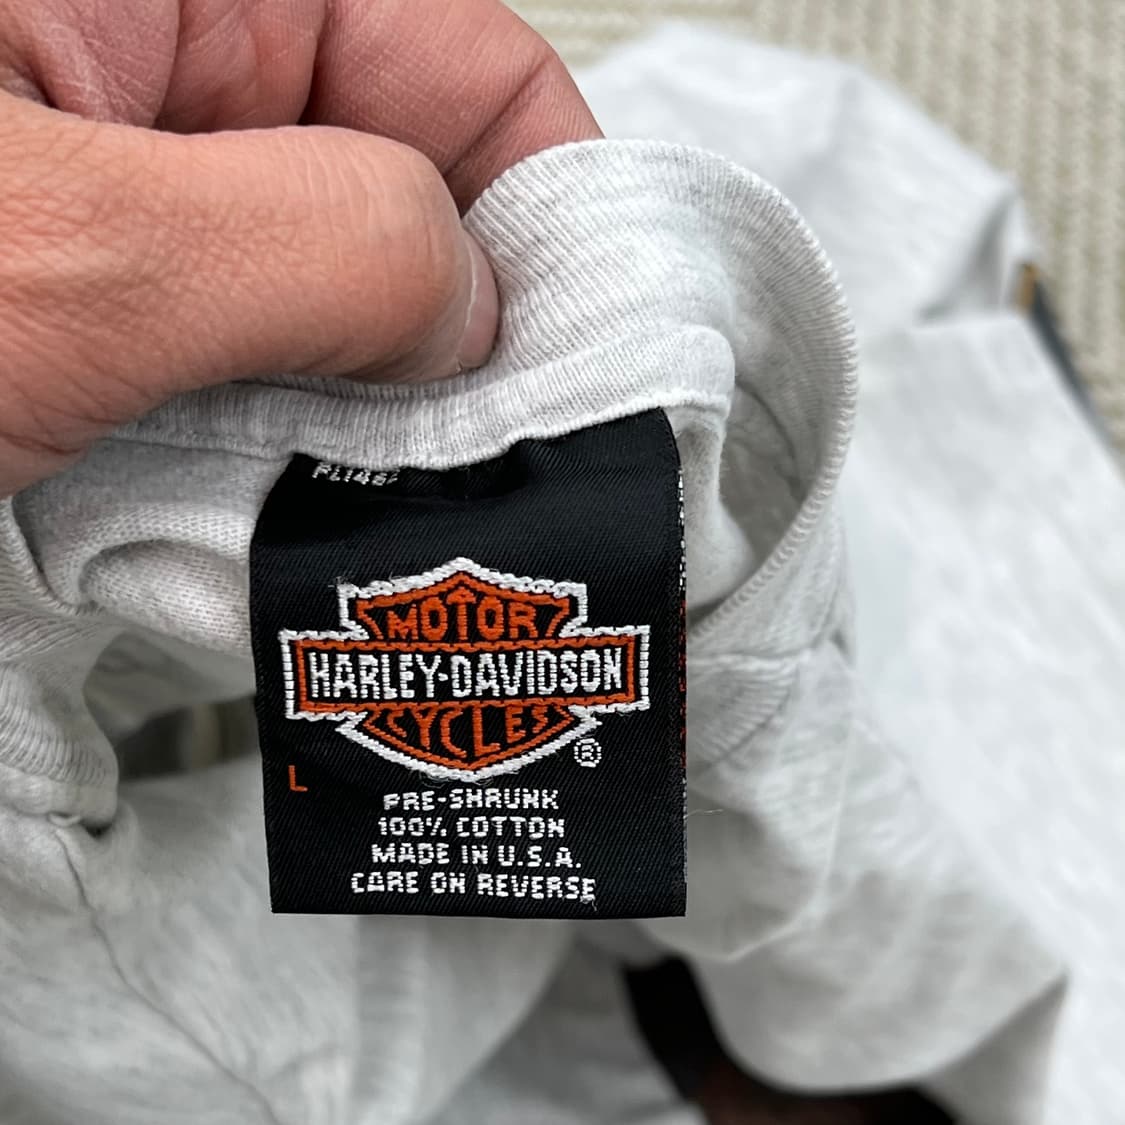 MOTOR
HARLEY-DAVIDSON
CYCLES
®
L
PRE-SHRUNK
100% COTTON
MADE IN U.S.A.
CARE ON REVERSE